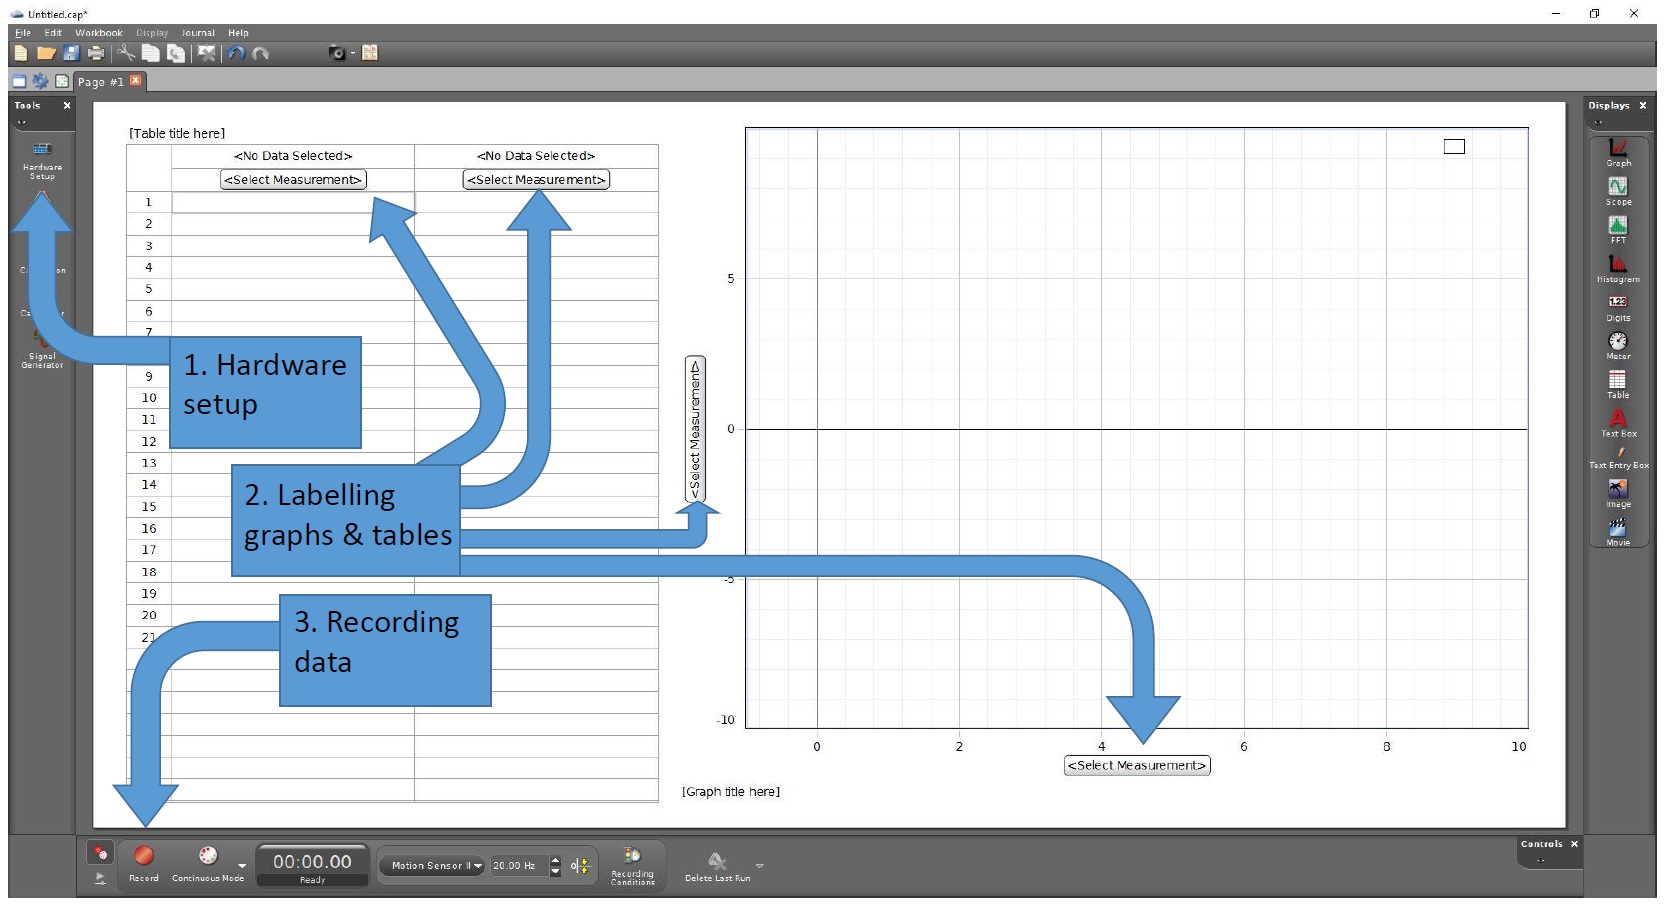 Untitled.cap*
File Edit Workbook Display Journal Help
Page #1
Tools
Hardware
Setup
Signal
Generator
[Table title here]
<No Data Selected> <No Data Selected>
<Select Measurement> <Select Measurement>
1
2
3
4
5
6
7
9
10
11
12
13
14
15
16
17
18
19
20
21
1. Hardware
setup
2. Labelling
graphs & tables
3. Recording
data
<Select Measurement>
5
0
-5
-10
0 2 4 6 8 10
<Select Measurement>
[Graph title here]
Displays
Graph
Scope
FFT
Histogram
1.23
Digits
Meter
Table
Text Box
Text Entry Box
Image
Movie
Record
Continuous Mode
00:00.00
Ready
Motion Sensor II
20.00 Hz
Recording
Conditions
Delete Last Run
Controls